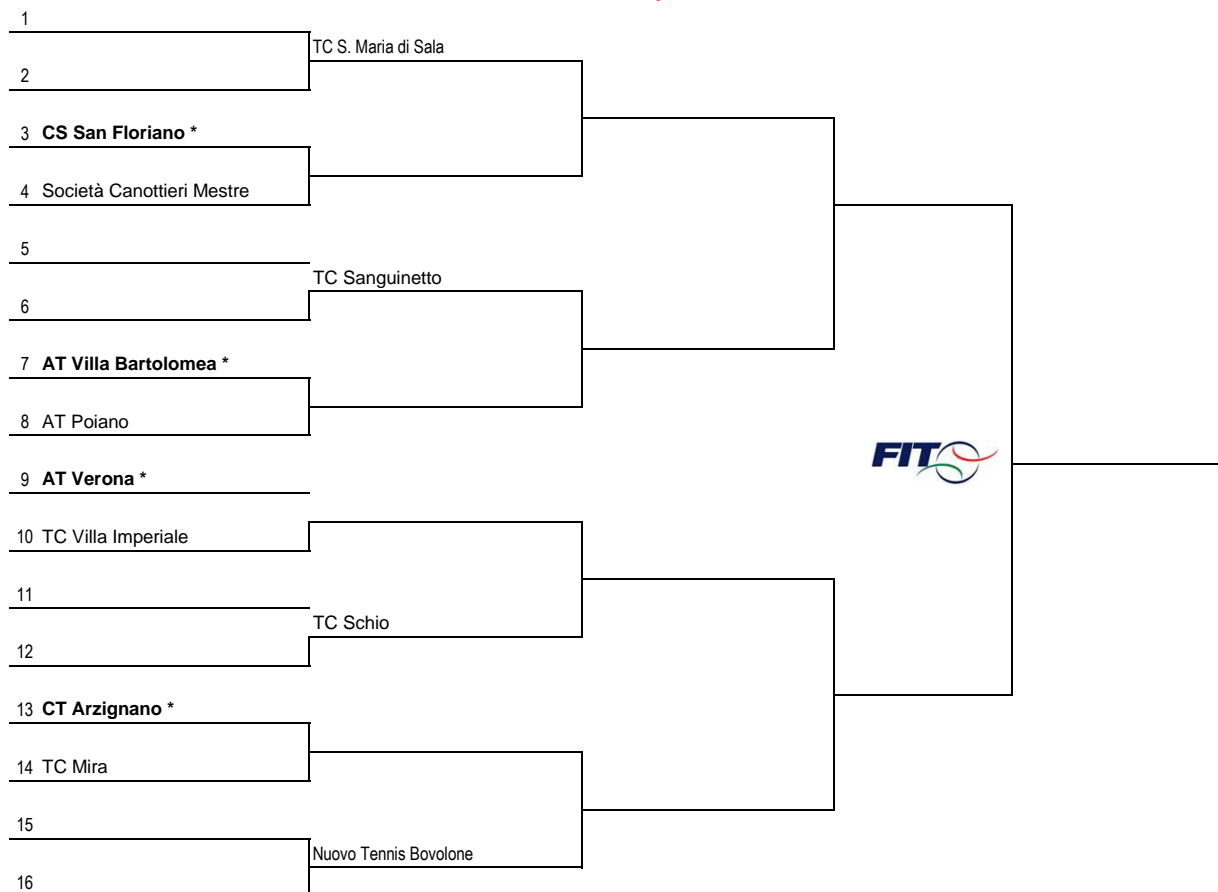 1
TC S. Maria di Sala
2
3 CS San Floriano *
4 Società Canottieri Mestre
5
TC Sanguinetto
6
7 AT Villa Bartolomea *
8 AT Poiano
FIT
9 AT Verona *
10 TC Villa Imperiale
11
TC Schio
12
13 CT Arzignano *
14 TC Mira
15
Nuovo Tennis Bovolone
16